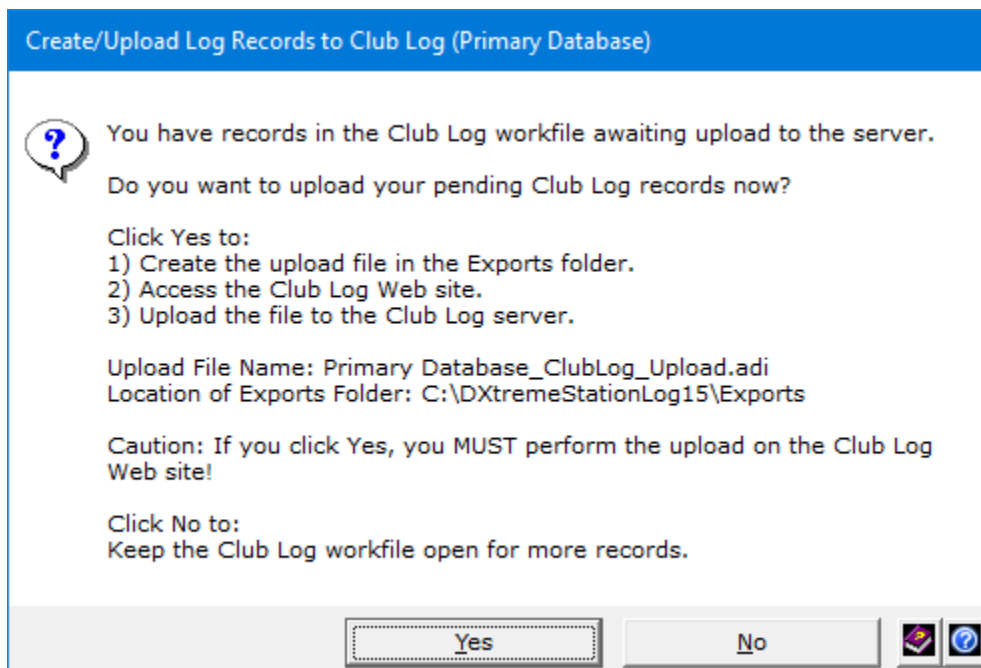 Create/Upload Log Records to Club Log (Primary Database)
You have records in the Club Log workfile awaiting upload to the server.
Do you want to upload your pending Club Log records now?
Click Yes to:
1) Create the upload file in the Exports folder.
2) Access the Club Log Web site.
3) Upload the file to the Club Log server.
Upload File Name: Primary Database_ClubLog_Upload.adi
Location of Exports Folder: C:\DXtremeStationLog15\Exports
Caution: If you click Yes, you MUST perform the upload on the Club Log
Web site!
Click No to:
Keep the Club Log workfile open for more records.
Yes No